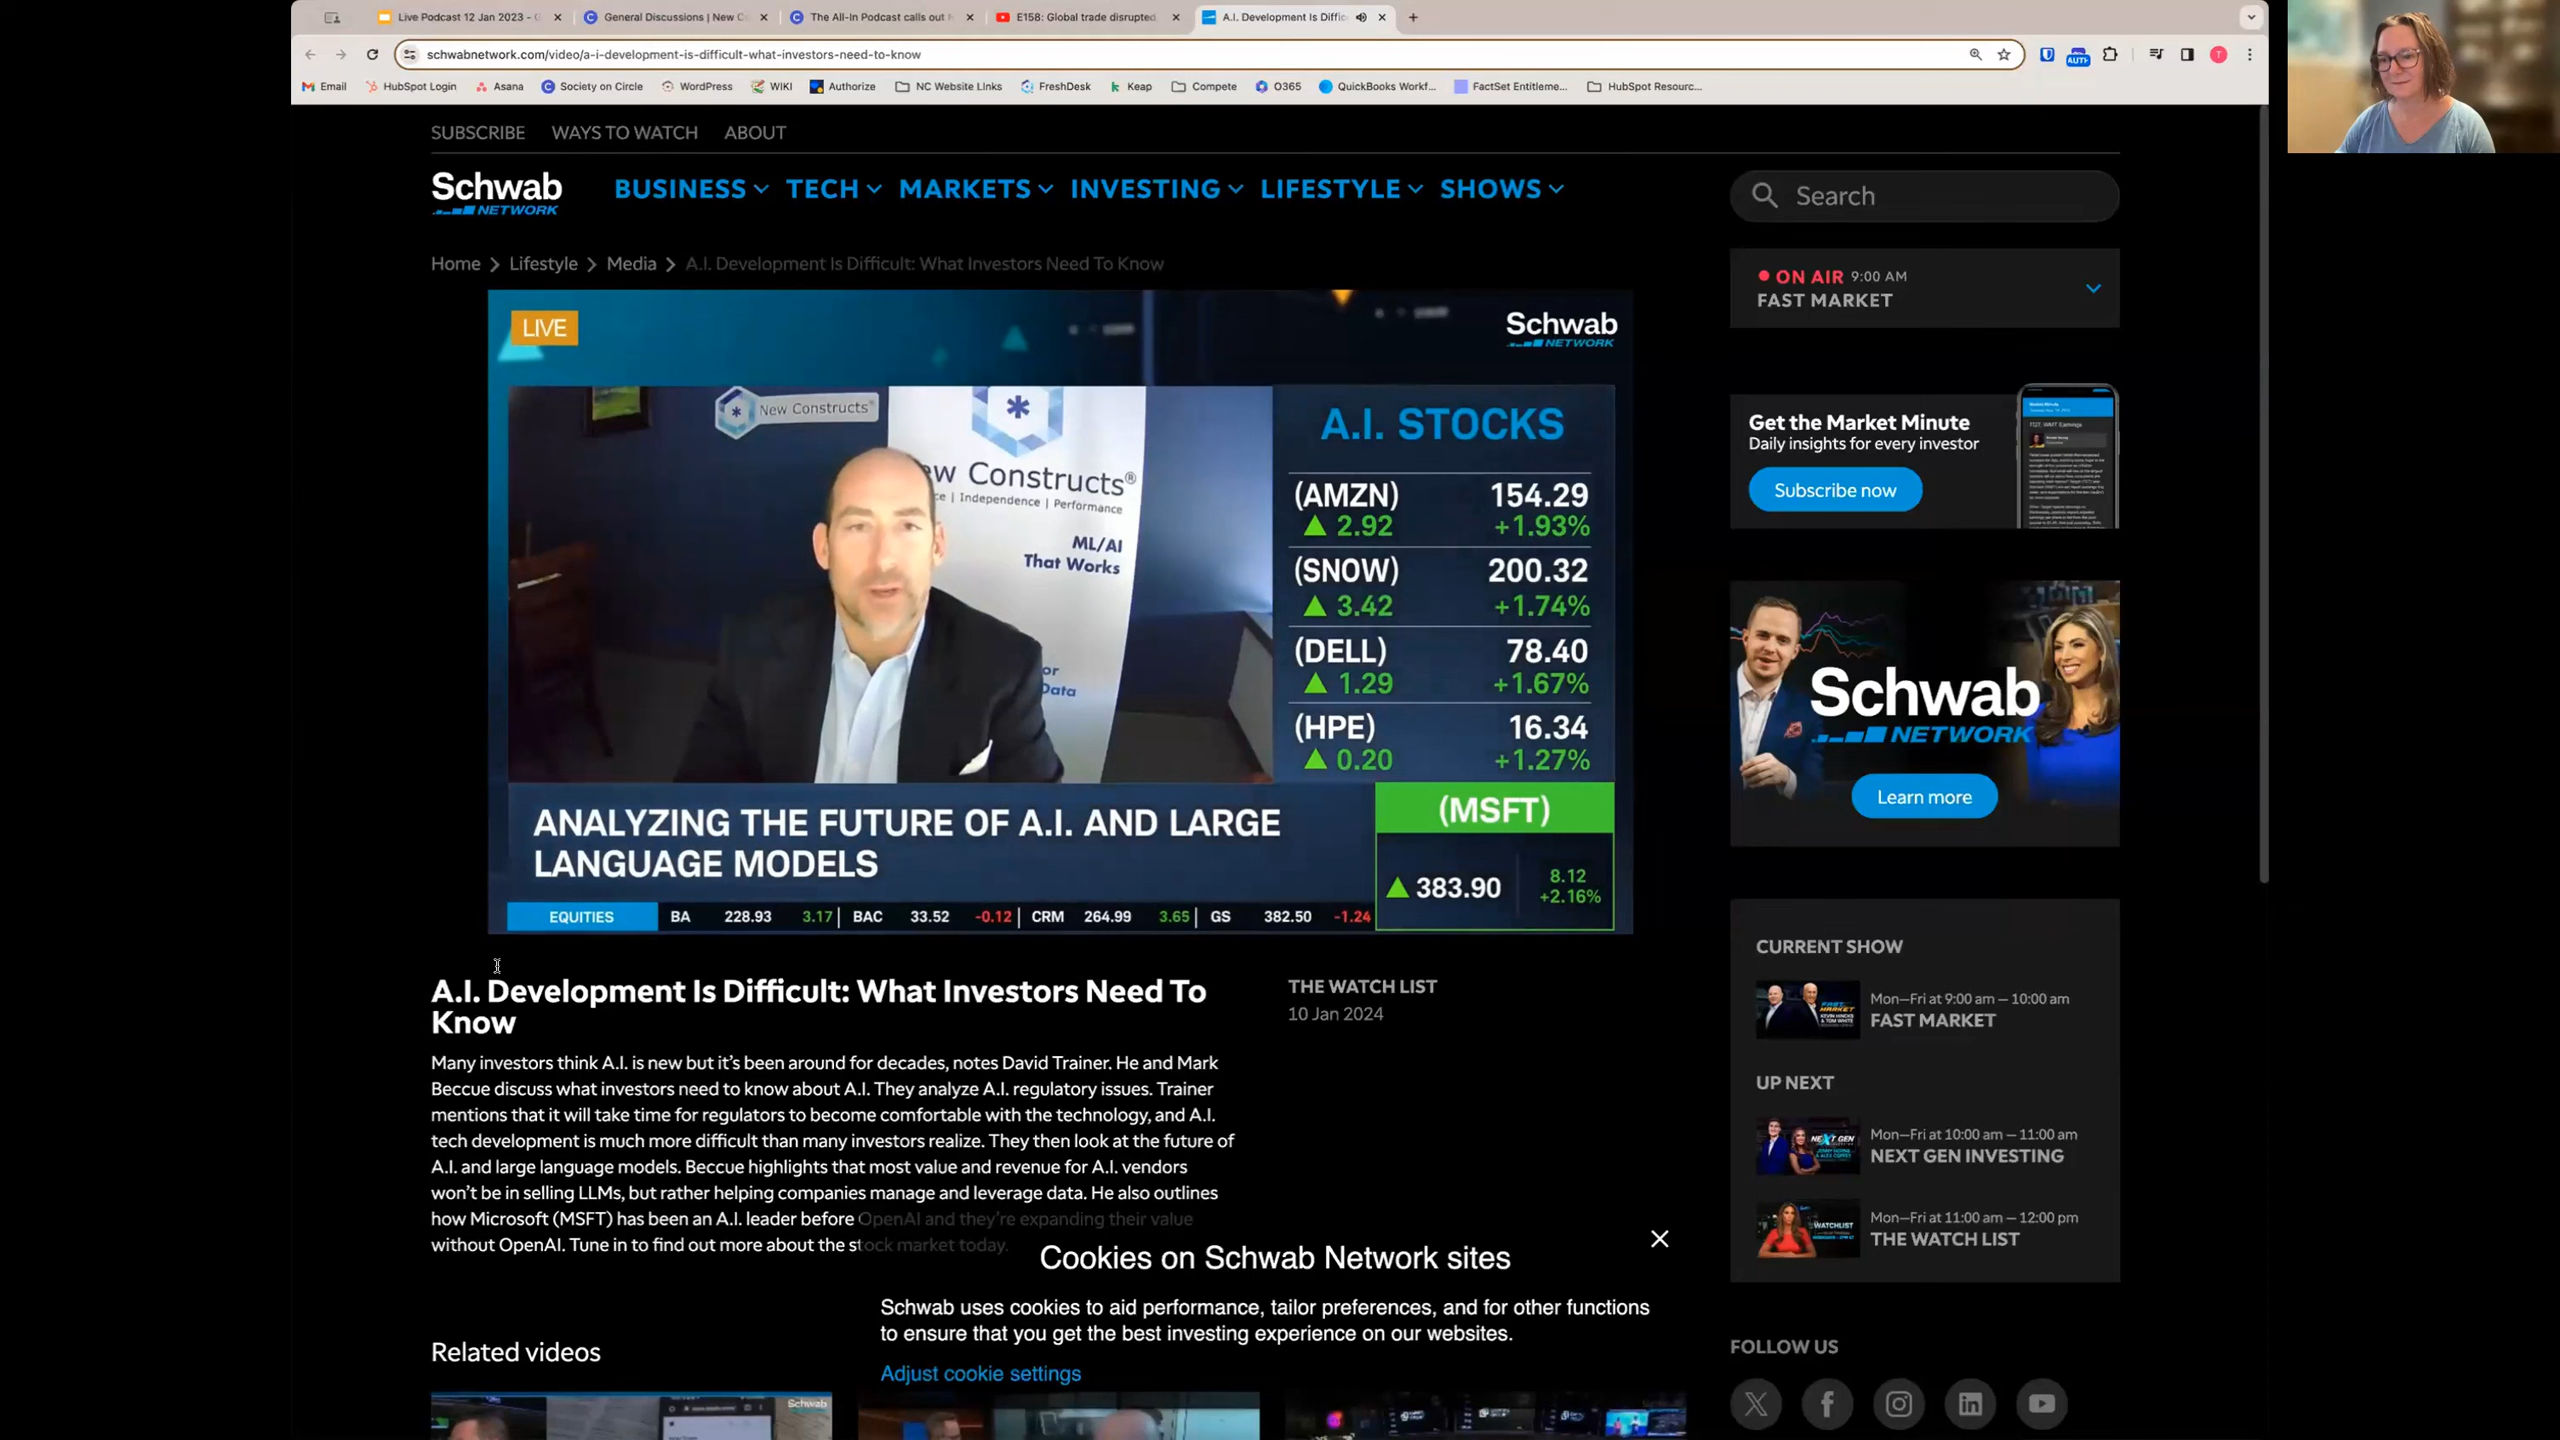 Live Podcast 12 Jan 2023 - G
General Discussions | New C
The All-In Podcast calls out
E158: Global trade disrupted
A.I. Development Is Diffic
schwabnetwork.com/video/a-i-development-is-difficult-what-investors-need-to-know
Email
HubSpot Login
Asana
Society on Circle
WordPress
WIKI
Authorize
NC Website Links
FreshDesk
Keap
Compete
O365
QuickBooks Workf...
FactSet Entitleme...
HubSpot Resourc...
SUBSCRIBE WAYS TO WATCH ABOUT
Schwab
NETWORK
BUSINESS TECH MARKETS INVESTING LIFESTYLE SHOWS
Search
Home > Lifestyle > Media > A.I. Development Is Difficult: What Investors Need To Know
LIVE
Schwab
NETWORK
New Constructs
ew Constructs®
ce | Independence | Performance
ML/AI
That Works
or
Data
A.I. STOCKS
(AMZN) 154.29
▲ 2.92 +1.93%
(SNOW) 200.32
▲ 3.42 +1.74%
(DELL) 78.40
▲ 1.29 +1.67%
(HPE) 16.34
▲ 0.20 +1.27%
ANALYZING THE FUTURE OF A.I. AND LARGE
LANGUAGE MODELS
(MSFT)
▲ 383.90
8.12
+2.16%
EQUITIES BA 228.93 3.17 | BAC 33.52 -0.12 | CRM 264.99 3.65 | GS 382.50 -1.24
A.I. Development Is Difficult: What Investors Need To
Know
THE WATCH LIST
10 Jan 2024
Many investors think A.I. is new but it's been around for decades, notes David Trainer. He and Mark
Beccue discuss what investors need to know about A.I. They analyze A.I. regulatory issues. Trainer
mentions that it will take time for regulators to become comfortable with the technology, and A.I.
tech development is much more difficult than many investors realize. They then look at the future of
A.I. and large language models. Beccue highlights that most value and revenue for A.I. vendors
won't be in selling LLMs, but rather helping companies manage and leverage data. He also outlines
how Microsoft (MSFT) has been an A.I. leader before OpenAI and they're expanding their value
without OpenAI. Tune in to find out more about the stock market today.
Cookies on Schwab Network sites
Schwab uses cookies to aid performance, tailor preferences, and for other functions
to ensure that you get the best investing experience on our websites.
Adjust cookie settings
Related videos
Schwab
ON AIR 9:00 AM
FAST MARKET
Get the Market Minute
Daily insights for every investor
Subscribe now
Schwab
NETWORK
Learn more
CURRENT SHOW
Mon—Fri at 9:00 am — 10:00 am
FAST MARKET
UP NEXT
Mon—Fri at 10:00 am — 11:00 am
NEXT GEN INVESTING
Mon—Fri at 11:00 am — 12:00 pm
THE WATCH LIST
FOLLOW US